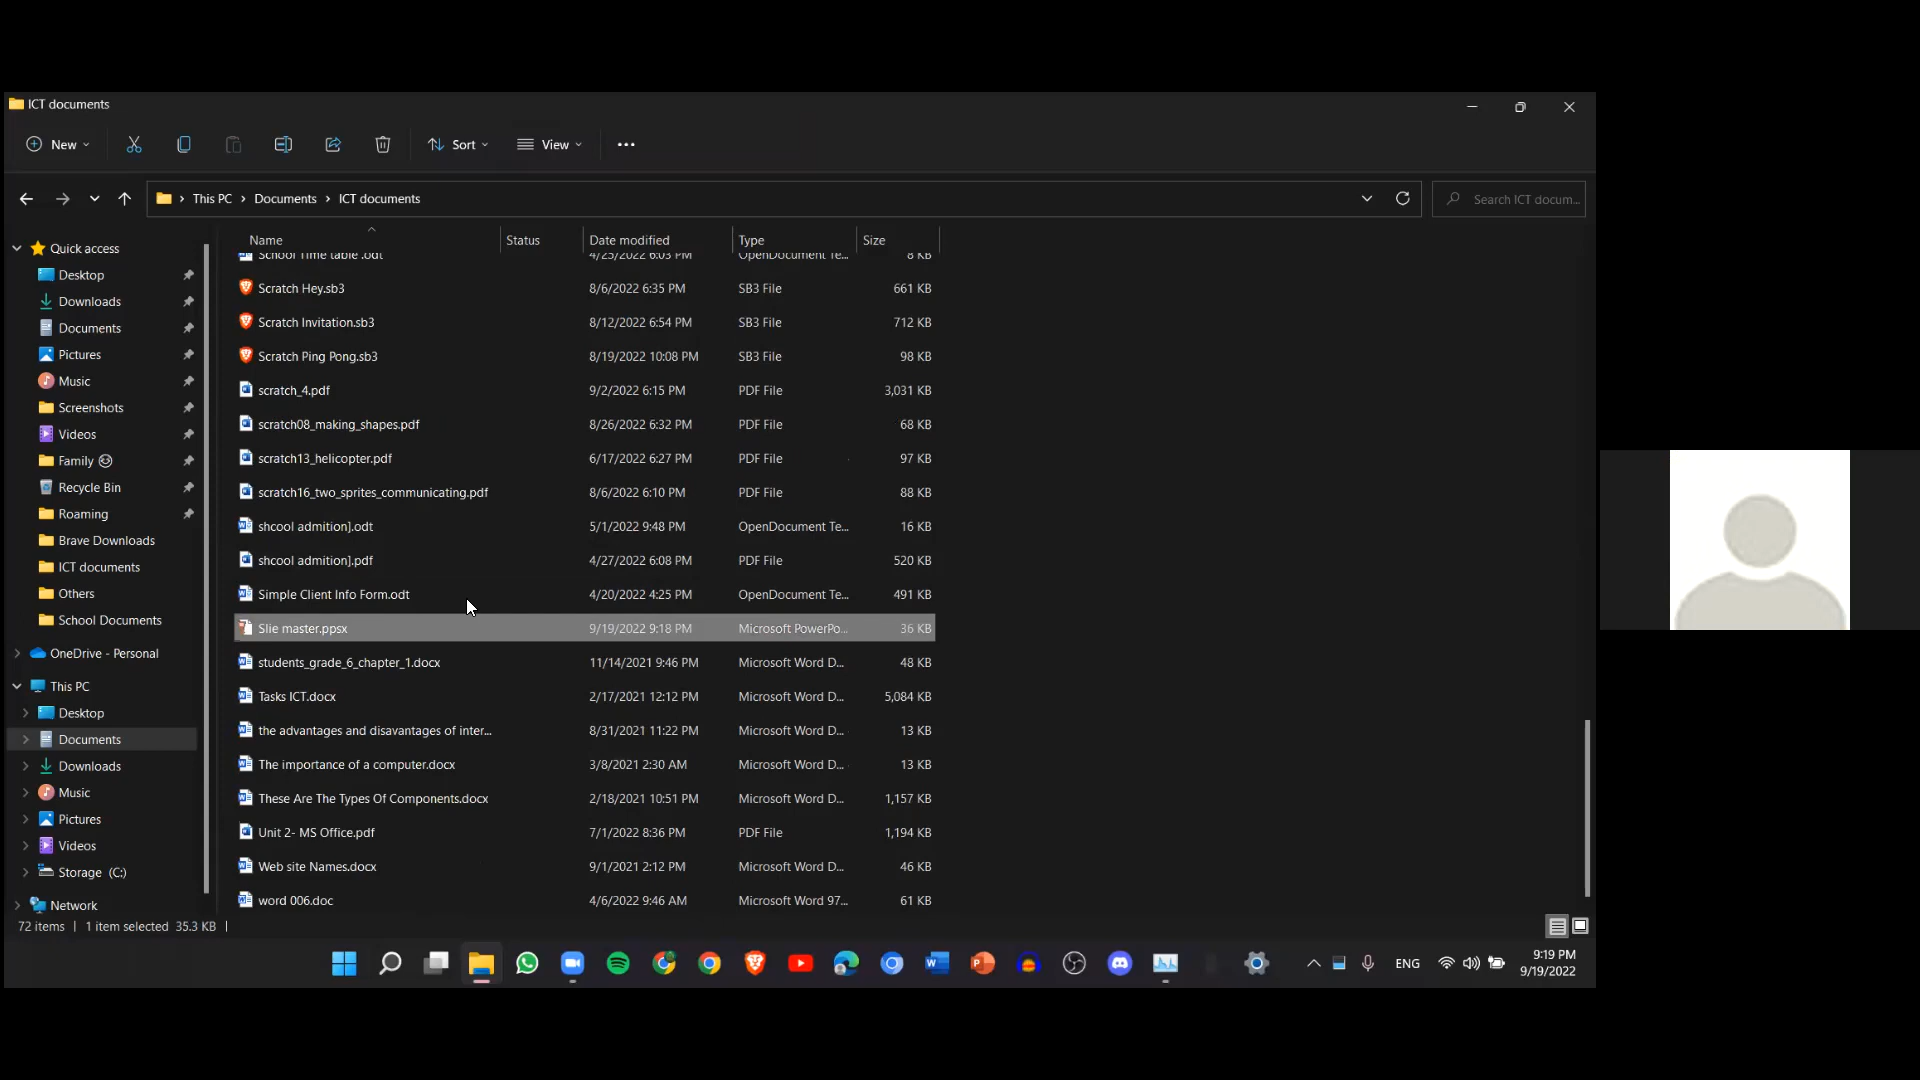 ICT documents
New
Sort
View
This PC > Documents > ICT documents
Search ICT docum...
Name Status Date modified Type Size
School Time table .odt 4/25/2022 6:03 PM OpenDocument Te... 8 KB
Scratch Hey.sb3 8/6/2022 6:35 PM SB3 File 661 KB
Scratch Invitation.sb3 8/12/2022 6:54 PM SB3 File 712 KB
Scratch Ping Pong.sb3 8/19/2022 10:08 PM SB3 File 98 KB
scratch_4.pdf 9/2/2022 6:15 PM PDF File 3,031 KB
scratch08_making_shapes.pdf 8/26/2022 6:32 PM PDF File 68 KB
scratch13_helicopter.pdf 6/17/2022 6:27 PM PDF File 97 KB
scratch16_two_sprites_communicating.pdf 8/6/2022 6:10 PM PDF File 88 KB
shcool admition].odt 5/1/2022 9:48 PM OpenDocument Te... 16 KB
shcool admition].pdf 4/27/2022 6:08 PM PDF File 520 KB
Simple Client Info Form.odt 4/20/2022 4:25 PM OpenDocument Te... 491 KB
Slie master.ppsx 9/19/2022 9:18 PM Microsoft PowerPo... 36 KB
students_grade_6_chapter_1.docx 11/14/2021 9:46 PM Microsoft Word D... 48 KB
Tasks ICT.docx 2/17/2021 12:12 PM Microsoft Word D... 5,084 KB
the advantages and disavantages of inter... 8/31/2021 11:22 PM Microsoft Word D... 13 KB
The importance of a computer.docx 3/8/2021 2:30 AM Microsoft Word D... 13 KB
These Are The Types Of Components.docx 2/18/2021 10:51 PM Microsoft Word D... 1,157 KB
Unit 2- MS Office.pdf 7/1/2022 8:36 PM PDF File 1,194 KB
Web site Names.docx 9/1/2021 2:12 PM Microsoft Word D... 46 KB
word 006.doc 4/6/2022 9:46 AM Microsoft Word 97... 61 KB
Quick access
Desktop
Downloads
Documents
Pictures
Music
Screenshots
Videos
Family
Recycle Bin
Roaming
Brave Downloads
ICT documents
Others
School Documents
OneDrive - Personal
This PC
Desktop
Documents
Downloads
Music
Pictures
Videos
Storage (C:)
Network
72 items | 1 item selected 35.3 KB |
ENG
9:19 PM
9/19/2022